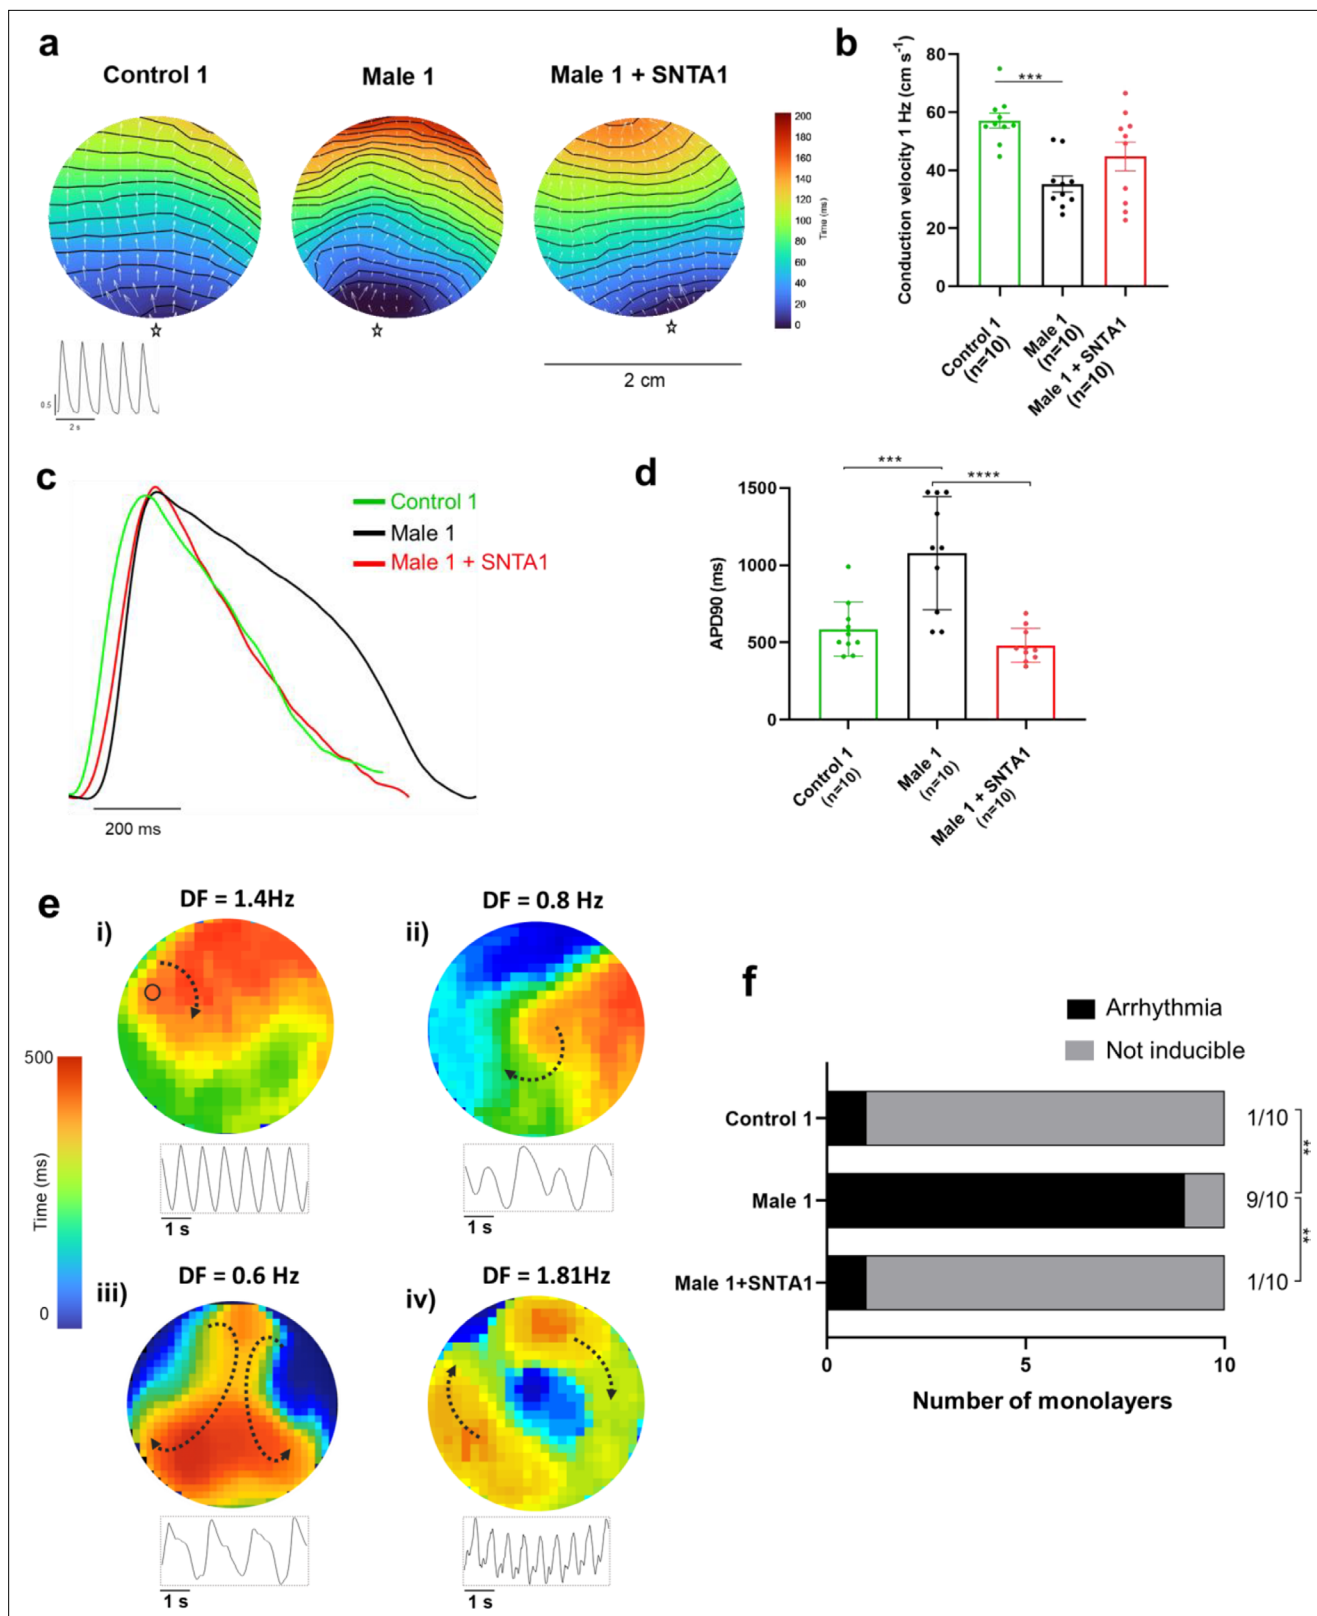 a
Control 1
Male 1
Male 1 + SNTA1
200
180
160
140
120
100
80
60
40
20
0
Time (ms)
2 cm
0.5
2 s
b
Conduction velocity 1 Hz (cm s⁻¹)
80
60
40
20
0
***
Control 1
(n=10)
Male 1
(n=10)
Male 1 + SNTA1
(n=10)
c
Control 1
Male 1
Male 1 + SNTA1
200 ms
d
APD90 (ms)
1500
1000
500
0
***
****
Control 1
(n=10)
Male 1
(n=10)
Male 1 + SNTA1
(n=10)
e
i)
DF = 1.4Hz
1 s
ii)
DF = 0.8 Hz
1 s
500
Time (ms)
0
iii)
DF = 0.6 Hz
1 s
iv)
DF = 1.81Hz
1 s
f
Arrhythmia
Not inducible
Control 1
1/10
**
Male 1
9/10
**
Male 1+SNTA1
1/10
0
5
10
Number of monolayers